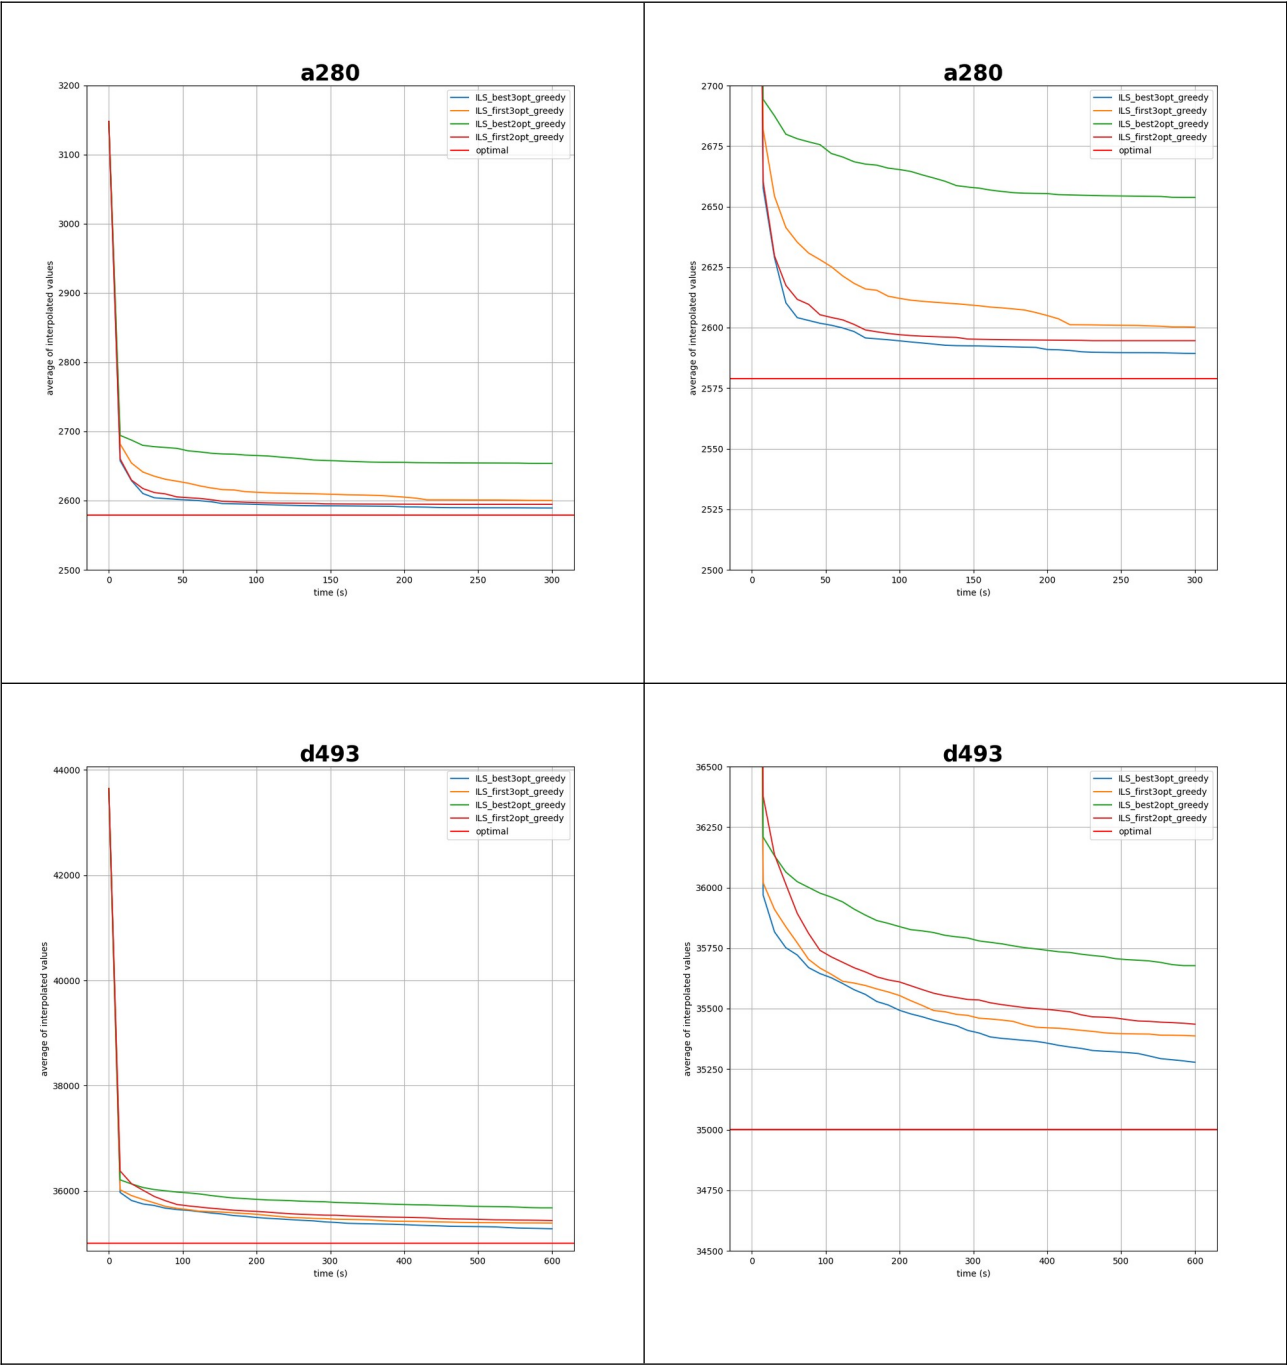 a280
3200
3100
3000
2900
2800
2700
2600
2500
average of interpolated values
ILS_best3opt_greedy
ILS_first3opt_greedy
ILS_best2opt_greedy
ILS_first2opt_greedy
optimal
0 50 100 150 200 250 300
time (s)
a280
2700
2675
2650
2625
2600
2575
2550
2525
2500
average of interpolated values
ILS_best3opt_greedy
ILS_first3opt_greedy
ILS_best2opt_greedy
ILS_first2opt_greedy
optimal
0 50 100 150 200 250 300
time (s)
d493
44000
42000
40000
38000
36000
average of interpolated values
ILS_best3opt_greedy
ILS_first3opt_greedy
ILS_best2opt_greedy
ILS_first2opt_greedy
optimal
0 100 200 300 400 500 600
time (s)
d493
36500
36250
36000
35750
35500
35250
35000
34750
34500
average of interpolated values
ILS_best3opt_greedy
ILS_first3opt_greedy
ILS_best2opt_greedy
ILS_first2opt_greedy
optimal
0 100 200 300 400 500 600
time (s)